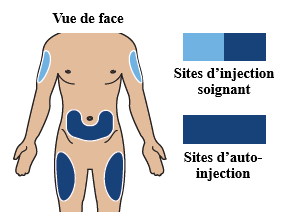 Vue de face
Sites d’injection
soignant
Sites d’auto-
injection